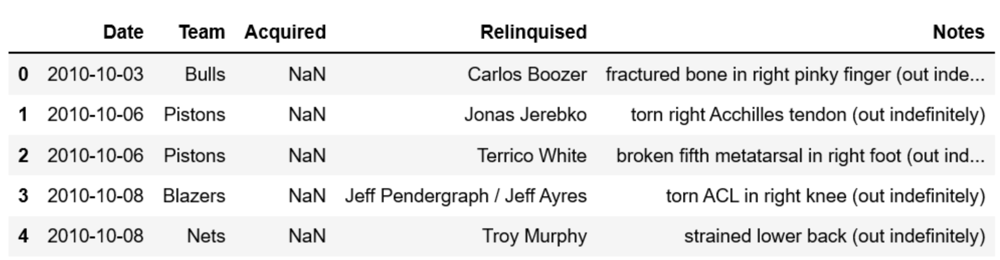 Date Team Acquired Relinquised Notes
0 2010-10-03 Bulls NaN Carlos Boozer fractured bone in right pinky finger (out inde...
1 2010-10-06 Pistons NaN Jonas Jerebko torn right Acchilles tendon (out indefinitely)
2 2010-10-06 Pistons NaN Terrico White broken fifth metatarsal in right foot (out ind...
3 2010-10-08 Blazers NaN Jeff Pendergraph / Jeff Ayres torn ACL in right knee (out indefinitely)
4 2010-10-08 Nets NaN Troy Murphy strained lower back (out indefinitely)